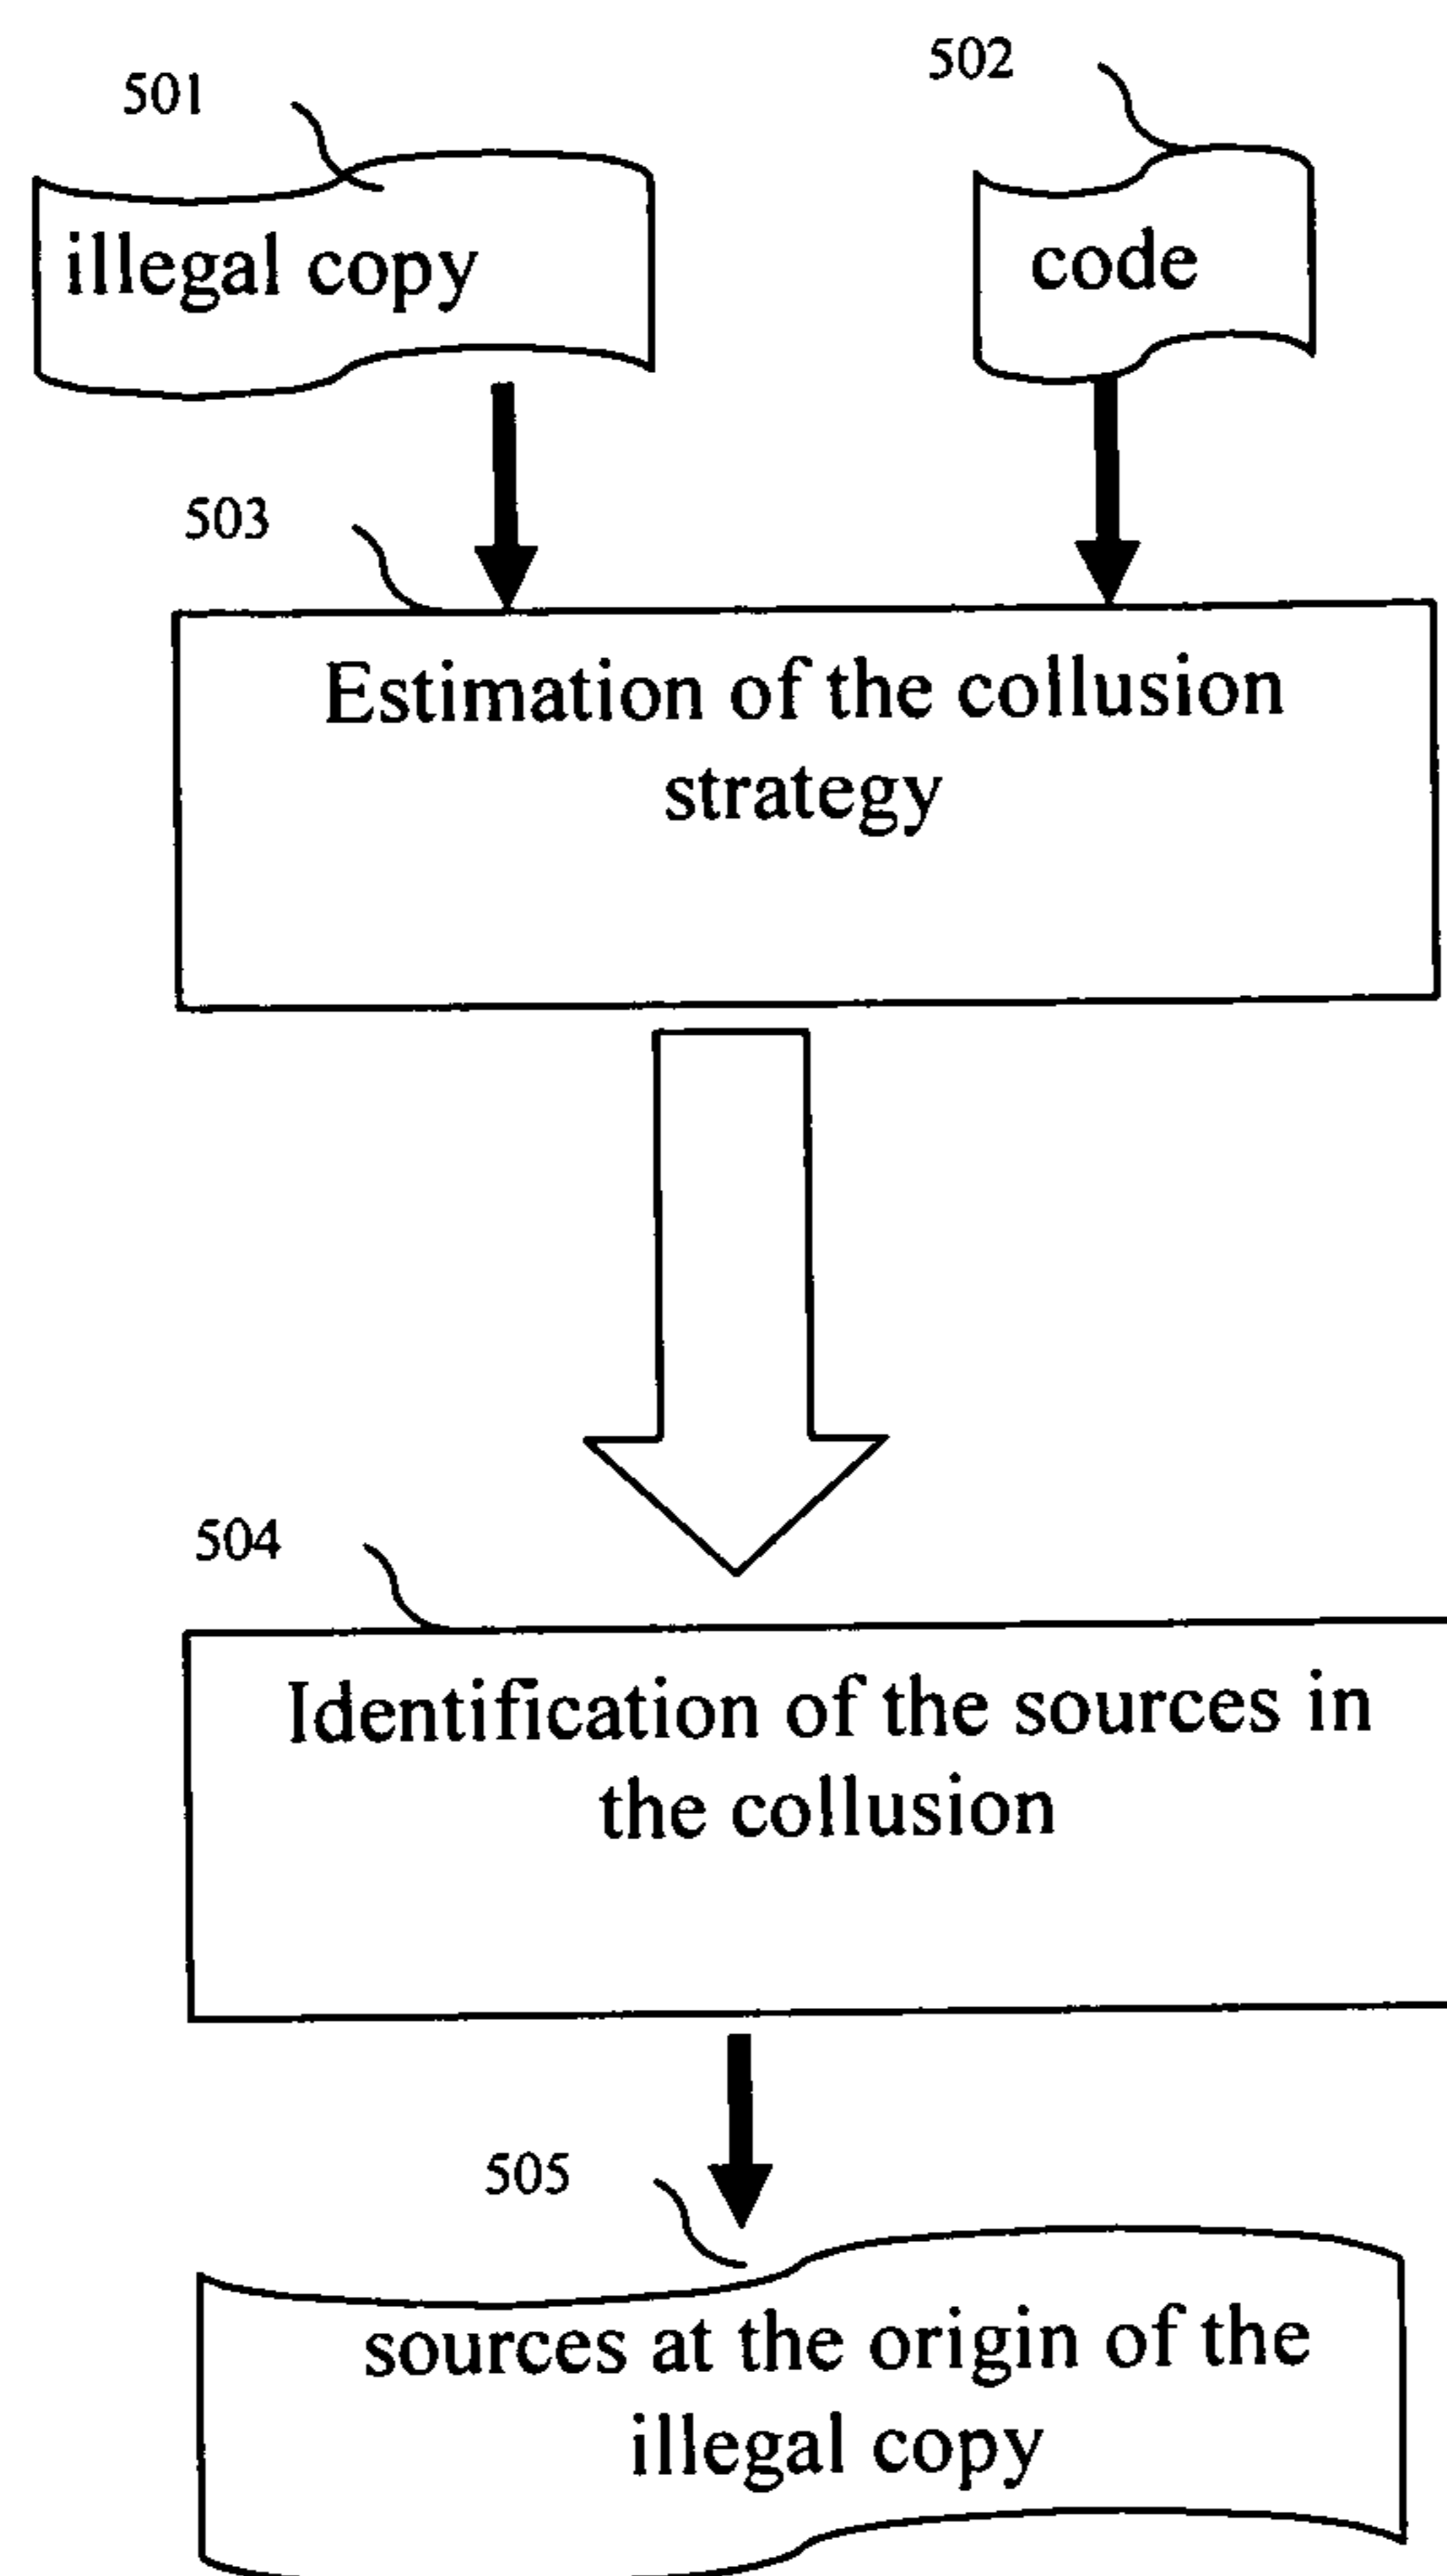 501
502
illegal copy
code
503
Estimation of the collusion
strategy
504
Identification of the sources in
the collusion
505
sources at the origin of the
illegal copy